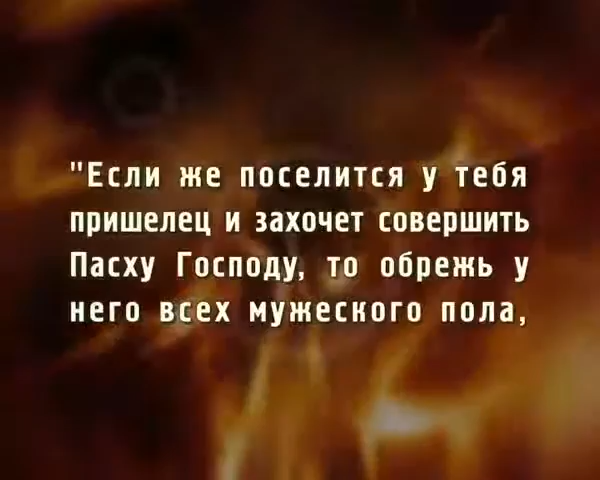 "Если же поселится у тебя
пришелец и захочет совершить
Пасху Господу, то обрежь у
него всех мужеского пола,